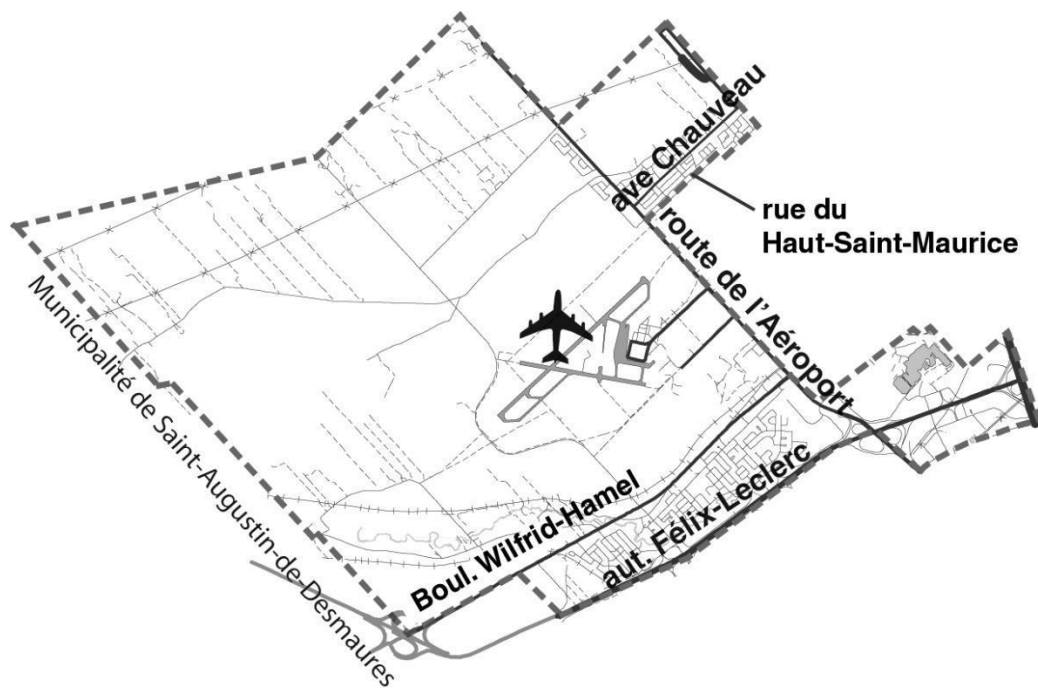 ave Chauveau
rue du
Haut-Saint-Maurice
route de l'Aéroport
Municipalité de Saint-Augustin-de-Desmaures
Boul. Wilfrid-Hamel
aut. Félix-Leclerc